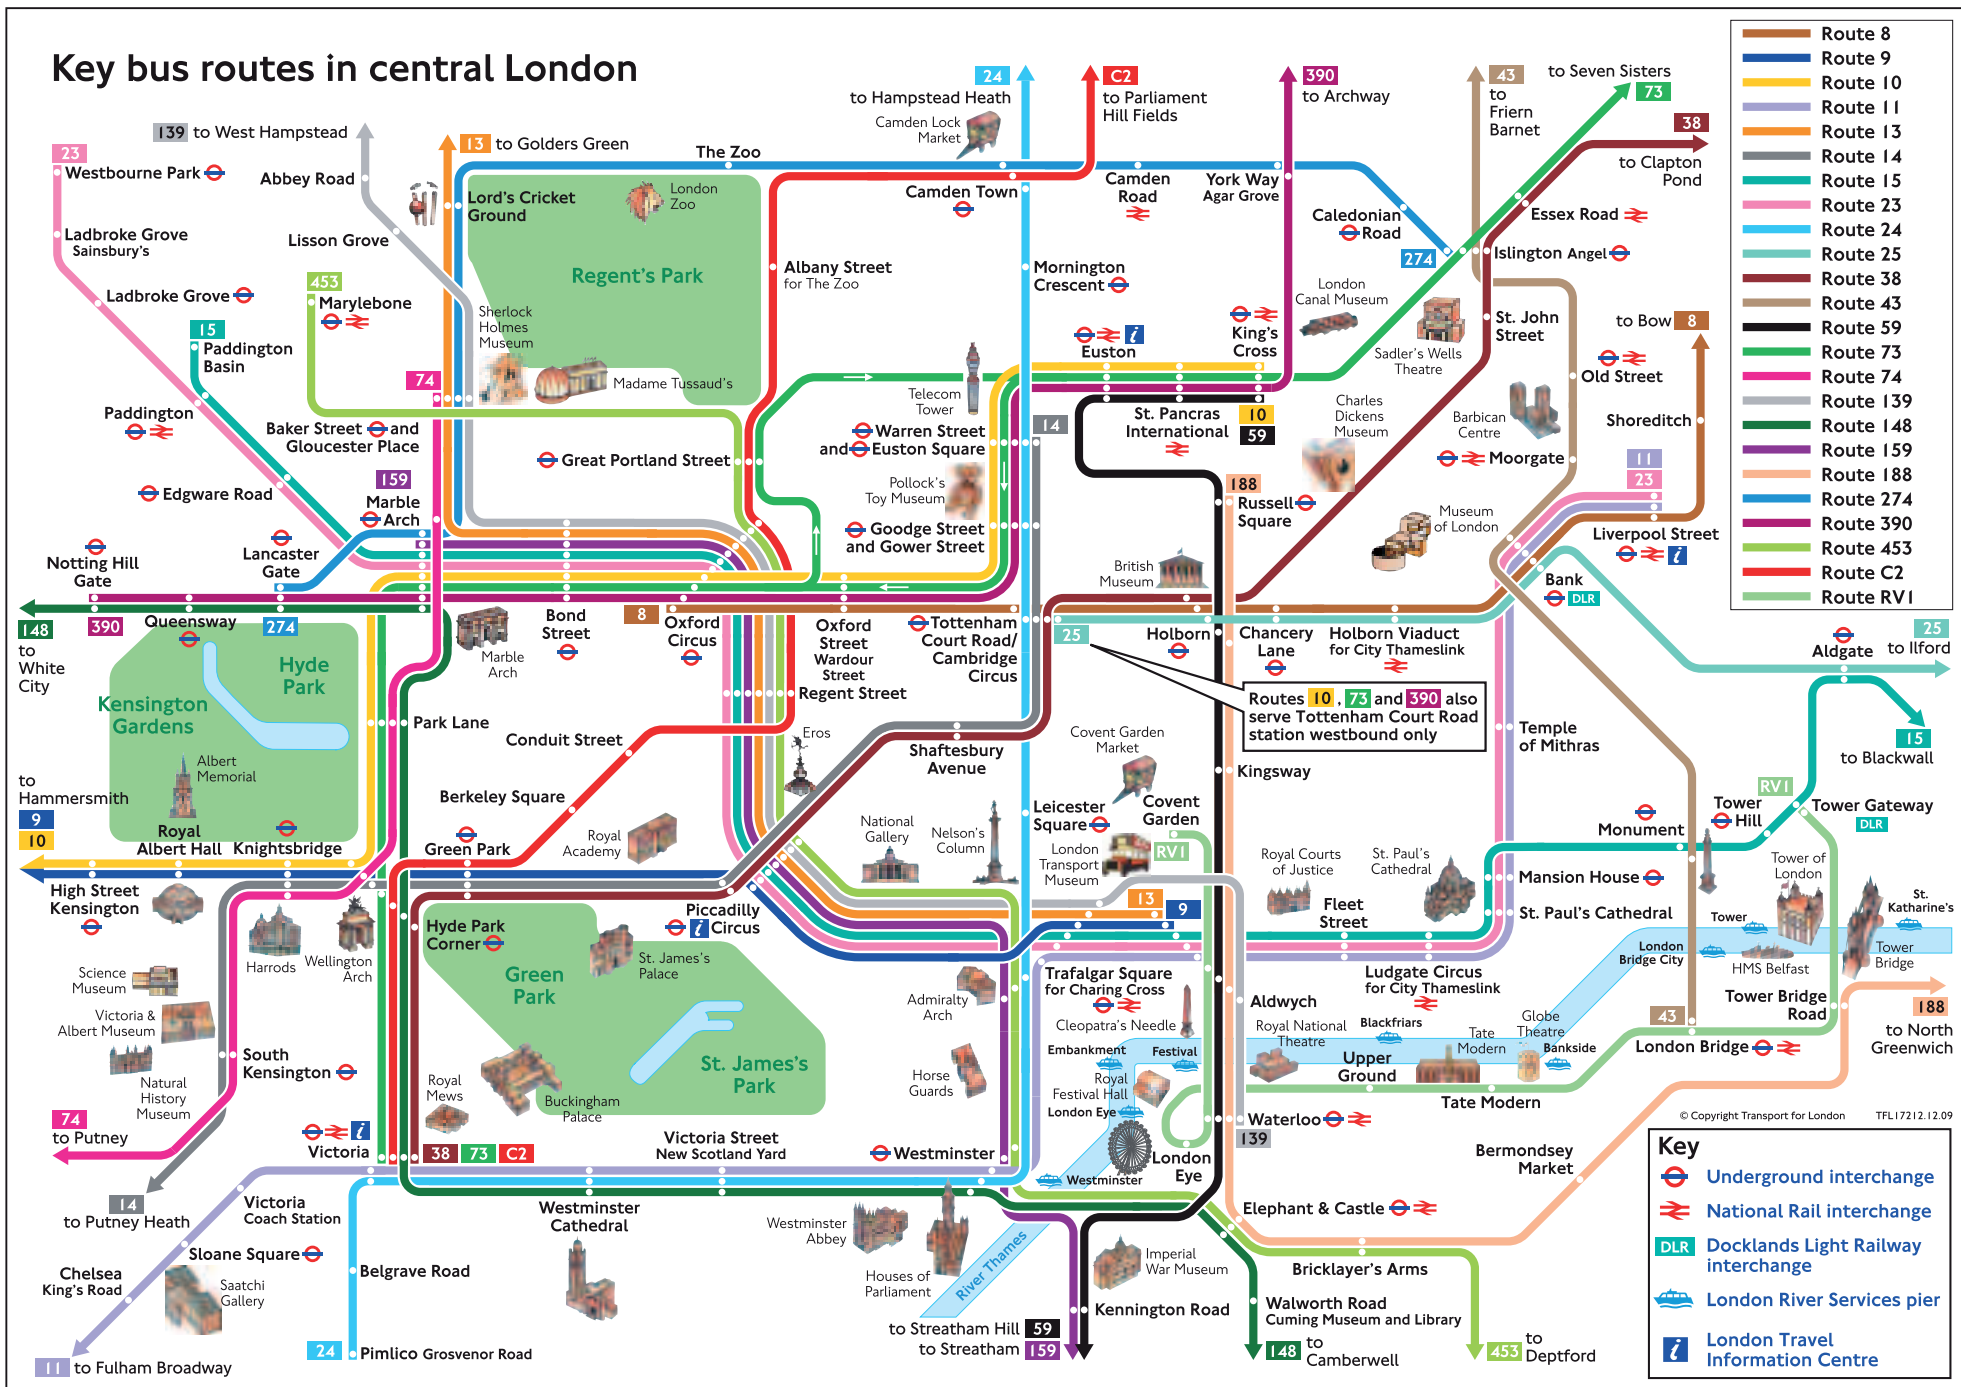 Key bus routes in central London
Route 8
Route 9
Route 10
Route 11
Route 13
Route 14
Route 15
Route 23
Route 24
Route 25
Route 38
Route 43
Route 59
Route 73
Route 74
Route 139
Route 148
Route 159
Route 188
Route 274
Route 390
Route 453
Route C2
Route RV1
24
to Hampstead Heath
C2
to Parliament
Hill Fields
390
to Archway
43
to
Friern
Barnet
to Seven Sisters
73
38
to Clapton
Pond
139 to West Hampstead
13 to Golders Green
23
Westbourne Park
Abbey Road
Lord's Cricket
Ground
The Zoo
London
Zoo
Camden Lock
Market
Camden Town
Camden
Road
York Way
Agar Grove
Caledonian
Road
274
Essex Road
Islington Angel
Ladbroke Grove
Sainsbury's
Lisson Grove
Regent's Park
Albany Street
for The Zoo
Mornington
Crescent
Ladbroke Grove
453
Marylebone
15
Paddington
Basin
Sherlock
Holmes
Museum
Madame Tussaud's
74
Telecom
Tower
Euston
King's
Cross
London
Canal Museum
Sadler's Wells
Theatre
St. John
Street
to Bow 8
Old Street
Shoreditch
Paddington
Baker Street and
Gloucester Place
Great Portland Street
Warren Street
and Euston Square
14
St. Pancras
International
10
59
Charles
Dickens
Museum
Barbican
Centre
Moorgate
11
23
Edgware Road
159
Marble
Arch
Pollock's
Toy Museum
Goodge Street
and Gower Street
188
Russell
Square
Museum
of London
Liverpool Street
Notting Hill
Gate
Lancaster
Gate
British
Museum
Bank
DLR
148
to
White
City
390
Queensway
274
Marble
Arch
Bond
Street
8
Oxford
Circus
Oxford
Street
Wardour
Street
Regent Street
Tottenham
Court Road/
Cambridge
Circus
25
Holborn
Chancery
Lane
Holborn Viaduct
for City Thameslink
Aldgate
25
to Ilford
Hyde
Park
Kensington
Gardens
Park Lane
Routes 10, 73 and 390 also
serve Tottenham Court Road
station westbound only
Conduit Street
Eros
Shaftesbury
Avenue
Covent Garden
Market
Kingsway
Temple
of Mithras
15
to Blackwall
Albert
Memorial
to
Hammersmith
9
10
Royal
Albert Hall
Knightsbridge
Berkeley Square
Green Park
Royal
Academy
National
Gallery
Nelson's
Column
Leicester
Square
Covent
Garden
RV1
London
Transport
Museum
Royal Courts
of Justice
St. Paul's
Cathedral
Monument
Tower
Hill
RV1
Tower Gateway
DLR
Tower of
London
High Street
Kensington
Harrods
Wellington
Arch
Hyde Park
Corner
Piccadilly
Circus
13
9
Fleet
Street
Mansion House
St. Paul's Cathedral
Tower
St.
Katharine's
London
Bridge City
HMS Belfast
Tower
Bridge
Science
Museum
Victoria &
Albert Museum
Natural
History
Museum
South
Kensington
Green
Park
St. James's
Palace
St. James's
Park
Admiralty
Arch
Trafalgar Square
for Charing Cross
Cleopatra's Needle
Aldwych
Ludgate Circus
for City Thameslink
Royal National
Theatre
Blackfriars
Upper
Ground
Tate
Modern
Globe
Theatre
Bankside
43
London Bridge
Tower Bridge
Road
188
to North
Greenwich
Embankment
Festival
Royal
Festival Hall
London Eye
Horse
Guards
Royal
Mews
Buckingham
Palace
74
to Putney
Victoria
38 73 C2
Victoria Street
New Scotland Yard
Westminster
Westminster
London
Eye
Waterloo
139
Tate Modern
Bermondsey
Market
© Copyright Transport for London
TFL17212.12.09
14
to Putney Heath
Victoria
Coach Station
Sloane Square
Westminster
Cathedral
Westminster
Abbey
Houses of
Parliament
River Thames
Elephant & Castle
Imperial
War Museum
Bricklayer's Arms
Chelsea
King's Road
Saatchi
Gallery
Belgrave Road
Kennington Road
Walworth Road
Cuming Museum and Library
to Streatham Hill 59
to Streatham 159
148 to
Camberwell
453 to
Deptford
11 to Fulham Broadway
24 Pimlico Grosvenor Road
Key
Underground interchange
National Rail interchange
DLR Docklands Light Railway
interchange
London River Services pier
London Travel
Information Centre